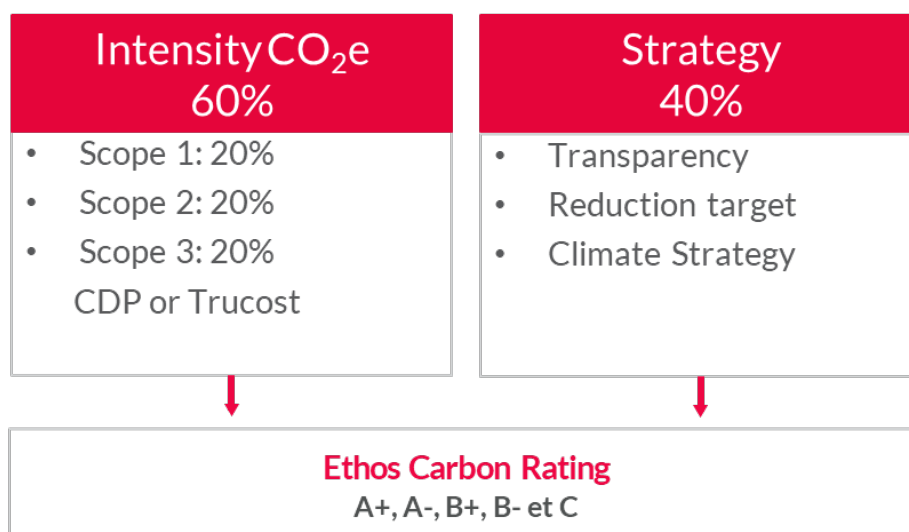 Intensity CO₂e
60%
• Scope 1: 20%
• Scope 2: 20%
• Scope 3: 20%
CDP or Trucost
Strategy
40%
• Transparency
• Reduction target
• Climate Strategy
Ethos Carbon Rating
A+, A-, B+, B- et C